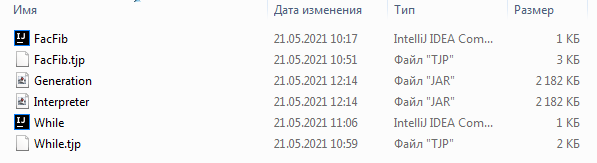 Имя Дата изменения Тип Размер
FacFib 21.05.2021 10:17 IntelliJ IDEA Com... 1 КБ
FacFib.tjp 21.05.2021 10:51 Файл "TJP" 3 КБ
Generation 21.05.2021 12:14 Файл "JAR" 2 182 КБ
Interpreter 21.05.2021 12:14 Файл "JAR" 2 182 КБ
While 21.05.2021 11:06 IntelliJ IDEA Com... 1 КБ
While.tjp 21.05.2021 10:59 Файл "TJP" 2 КБ